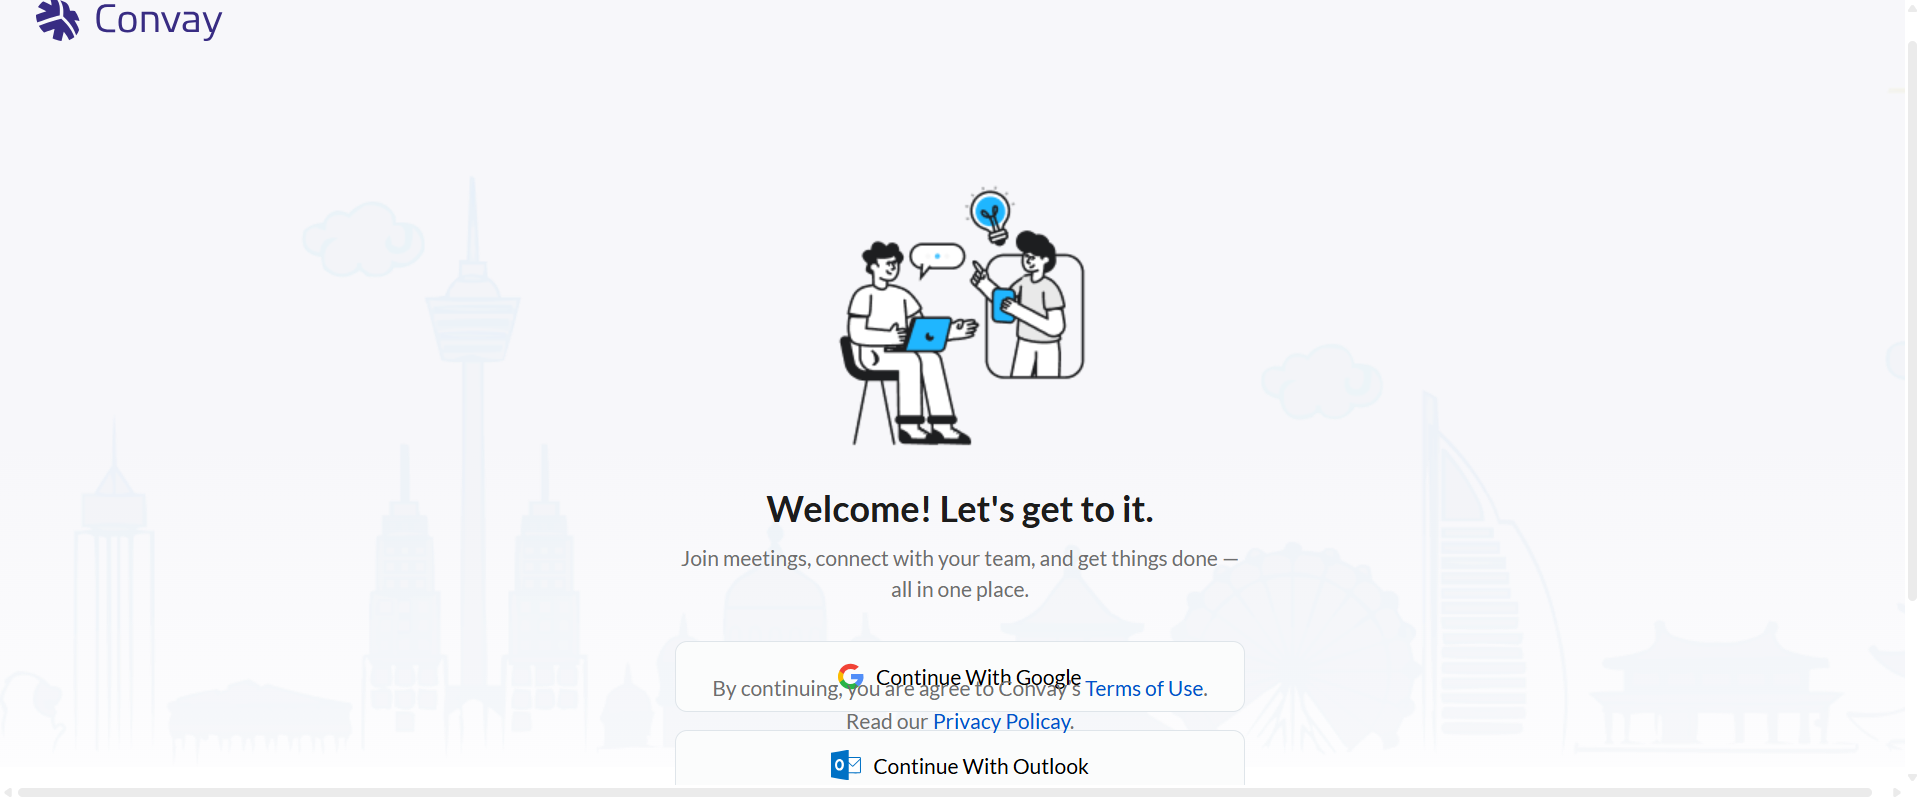 Convay
Welcome! Let's get to it.
Join meetings, connect with your team, and get things done —
all in one place.
Continue With Google
By continuing, you are agree to Convay's Terms of Use.
Read our Privacy Policay.
Continue With Outlook